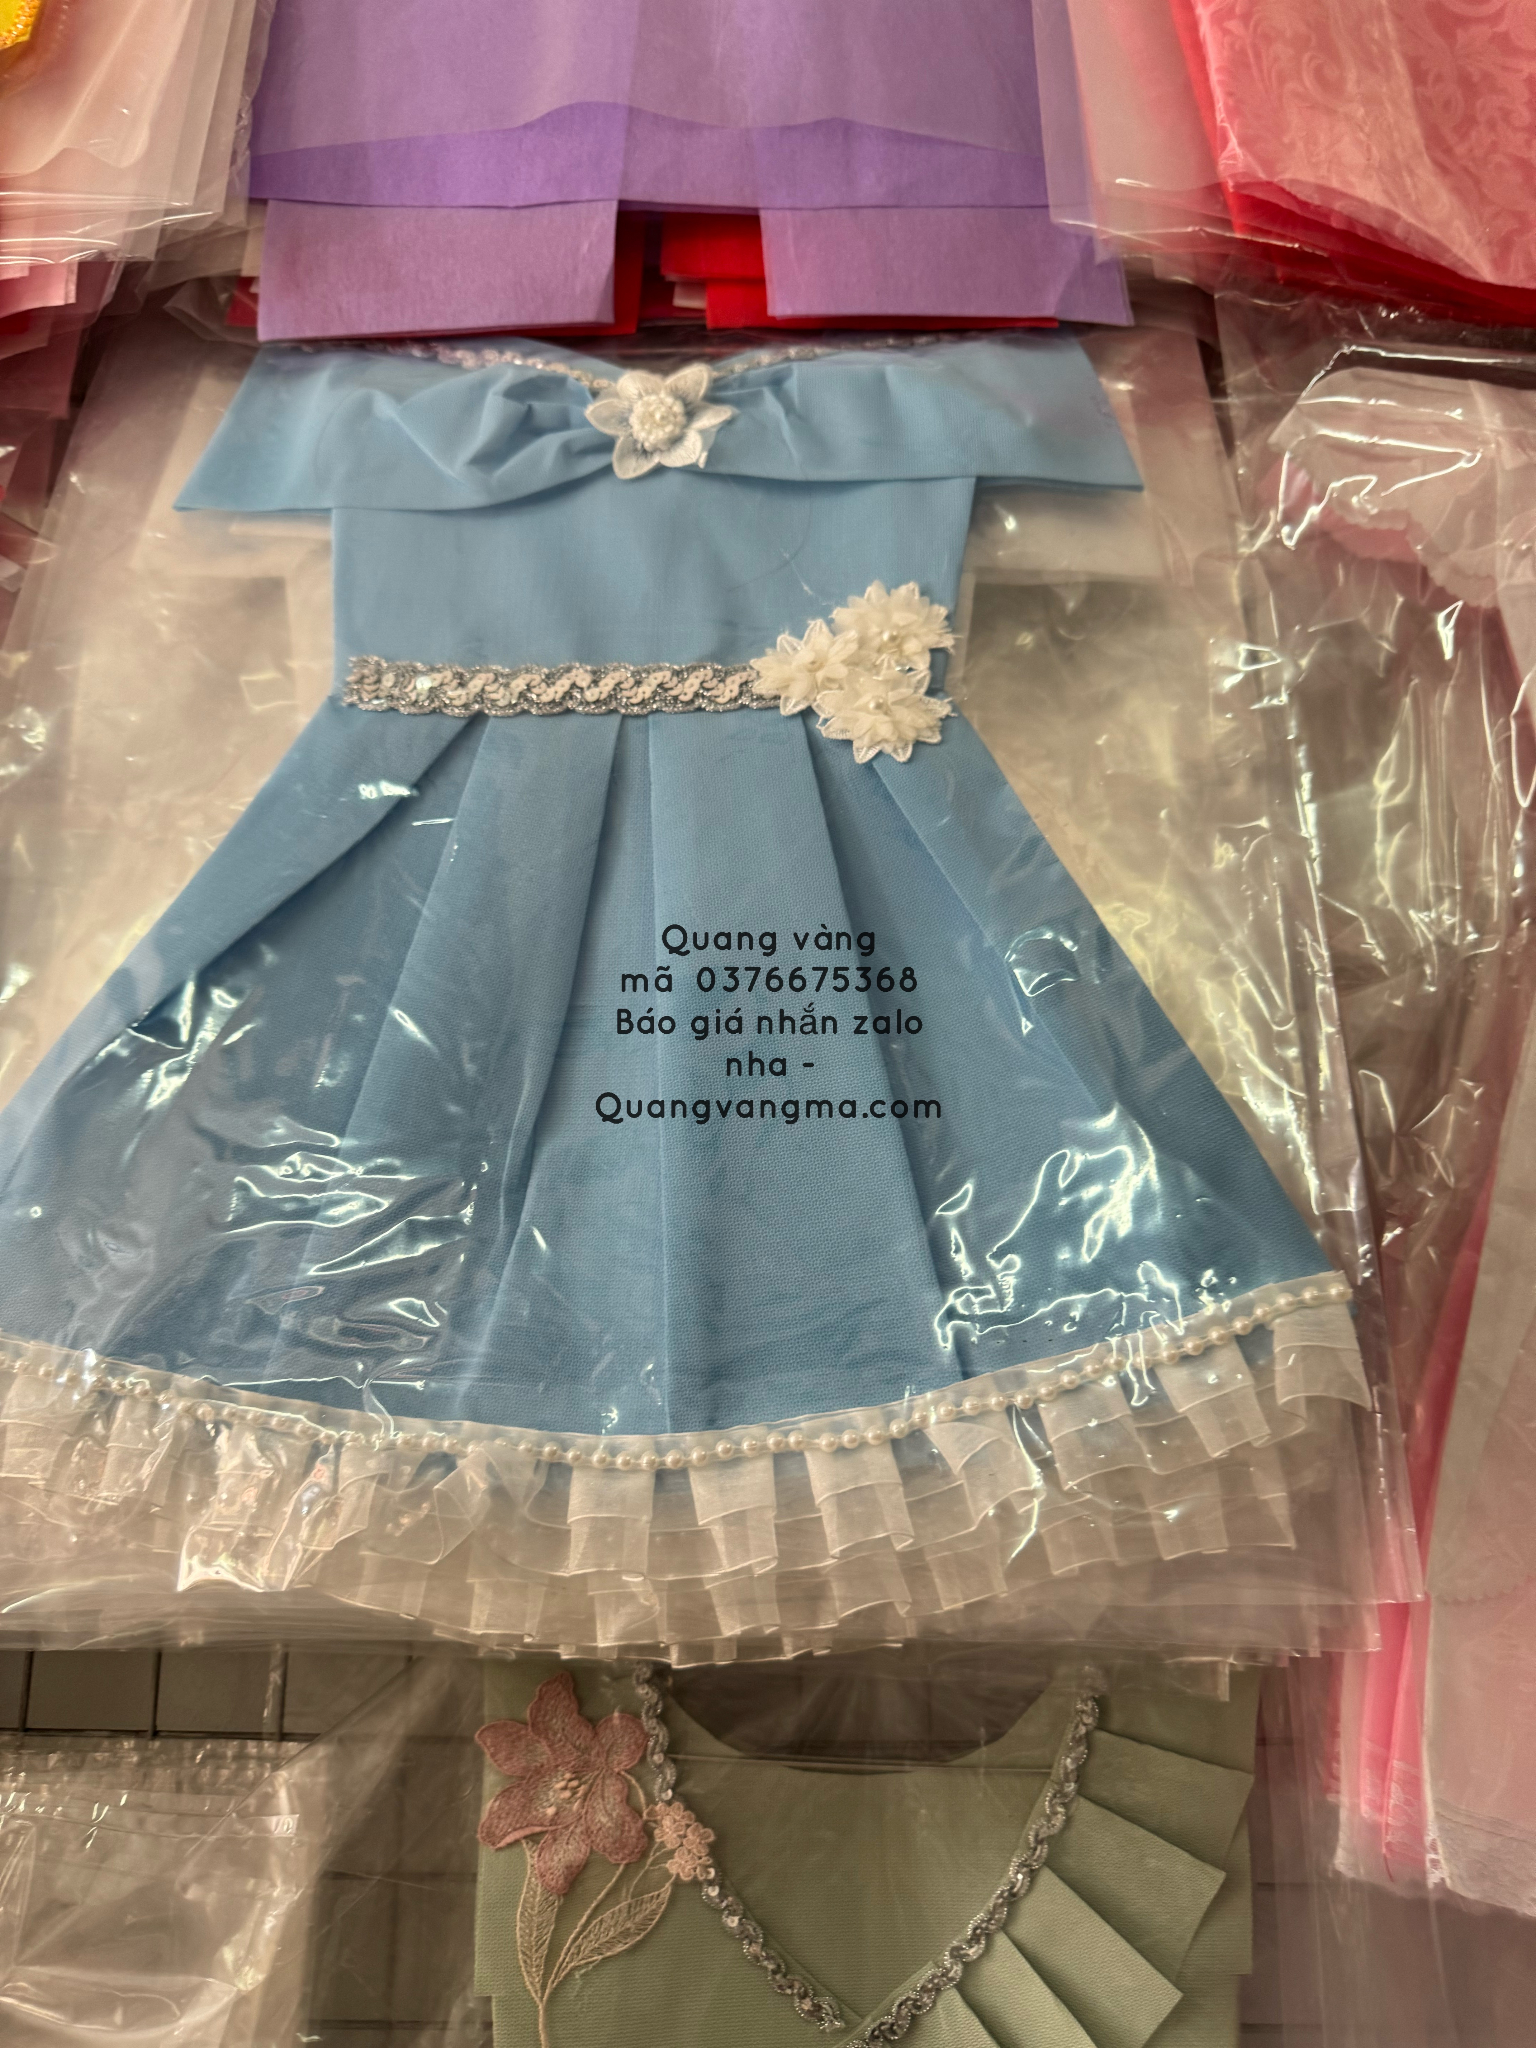 Quang vàng
mã 0376675368
Báo giá nhắn zalo
nha -
Quangvangma.com